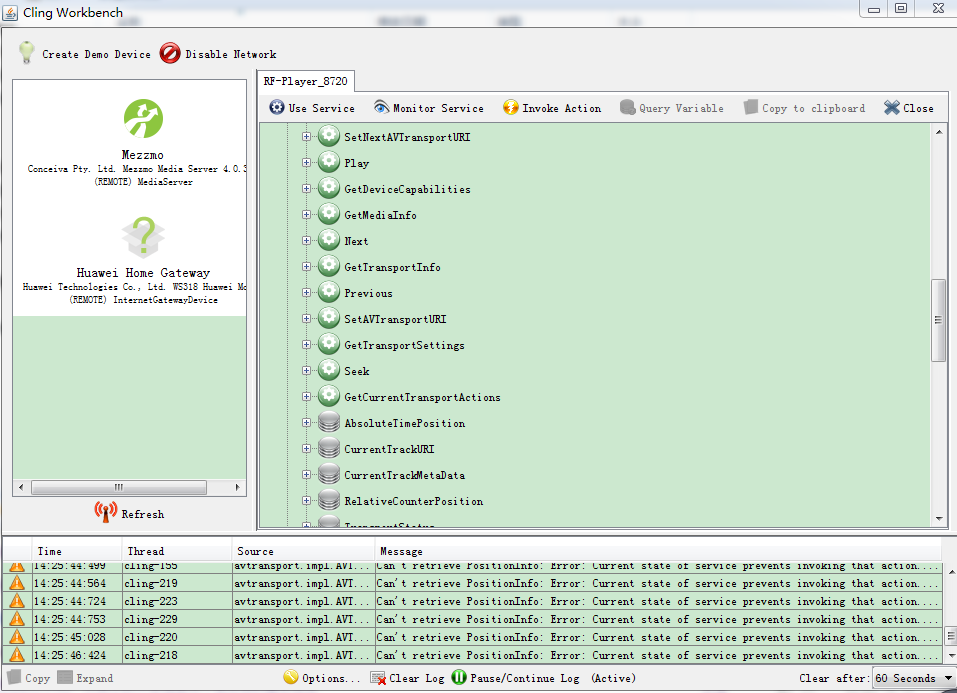 Cling Workbench
Create Demo Device Disable Network
Mezzmo
Conceiva Pty. Ltd. Mezzmo Media Server 4.0.3
(REMOTE) MediaServer
Huawei Home Gateway
Huawei Technologies Co., Ltd. WS318 Huawei Mo
(REMOTE) InternetGatewayDevice
Refresh
RF-Player_8720
Use Service Monitor Service Invoke Action Query Variable Copy to clipboard Close
SetNextAVTransportURI
Play
GetDeviceCapabilities
GetMediaInfo
Next
GetTransportInfo
Previous
SetAVTransportURI
GetTransportSettings
Seek
GetCurrentTransportActions
AbsoluteTimePosition
CurrentTrackURI
CurrentTrackMetaData
RelativeCounterPosition
TransportStatus
Time Thread Source Message
14:25:44:499 cling-155 avtransport.impl.AVI... Can't retrieve PositionInfo: Error: Current state of service prevents invoking that action....
14:25:44:564 cling-219 avtransport.impl.AVI... Can't retrieve PositionInfo: Error: Current state of service prevents invoking that action....
14:25:44:724 cling-223 avtransport.impl.AVI... Can't retrieve PositionInfo: Error: Current state of service prevents invoking that action....
14:25:44:753 cling-229 avtransport.impl.AVI... Can't retrieve PositionInfo: Error: Current state of service prevents invoking that action....
14:25:45:028 cling-220 avtransport.impl.AVI... Can't retrieve PositionInfo: Error: Current state of service prevents invoking that action....
14:25:46:424 cling-218 avtransport.impl.AVI... Can't retrieve PositionInfo: Error: Current state of service prevents invoking that action....
Copy Expand Options... Clear Log Pause/Continue Log (Active) Clear after: 60 Seconds